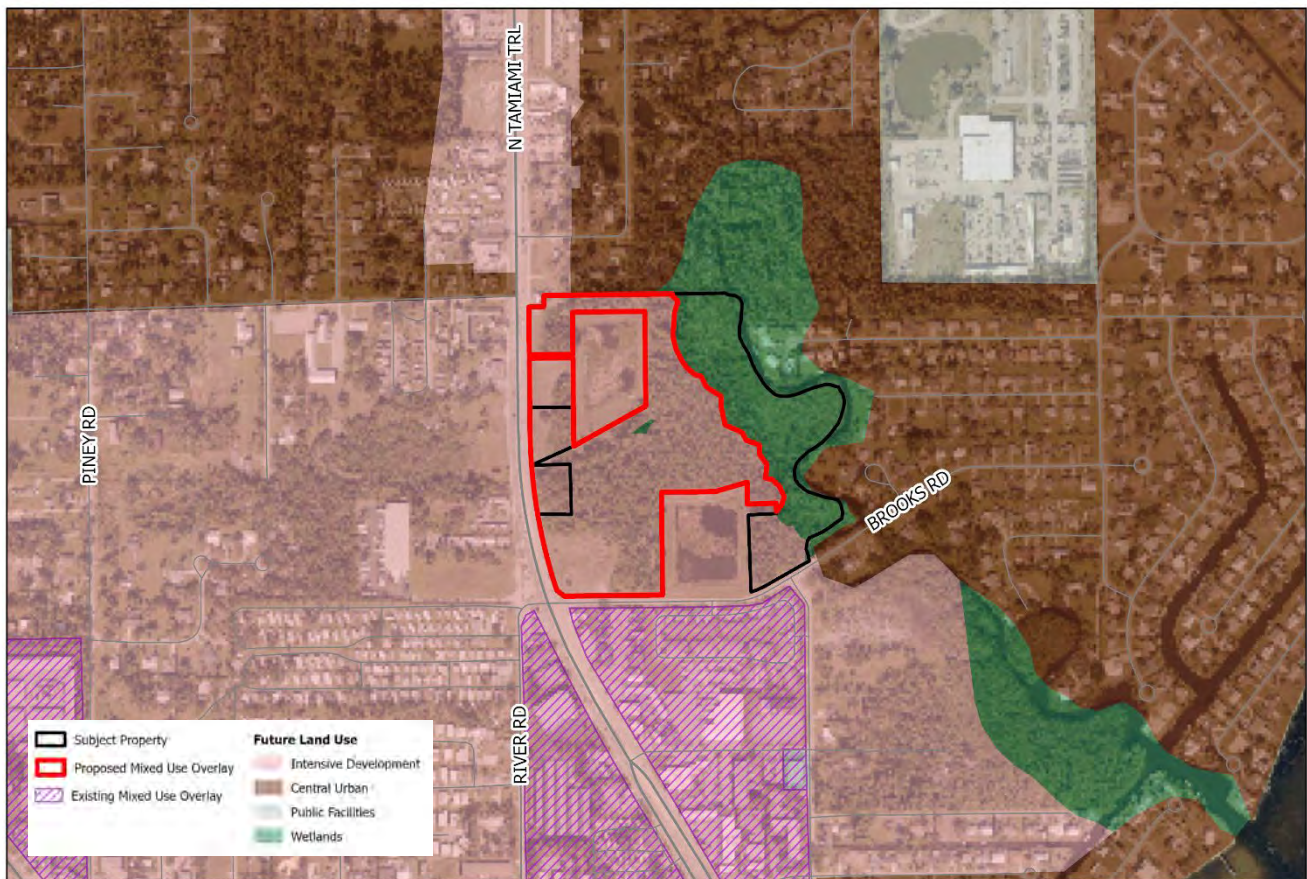 N TAMIAMI TRL
PINEY RD
BROOKS RD
RIVER RD
Subject Property
Proposed Mixed Use Overlay
Existing Mixed Use Overlay
Future Land Use
Intensive Development
Central Urban
Public Facilities
Wetlands